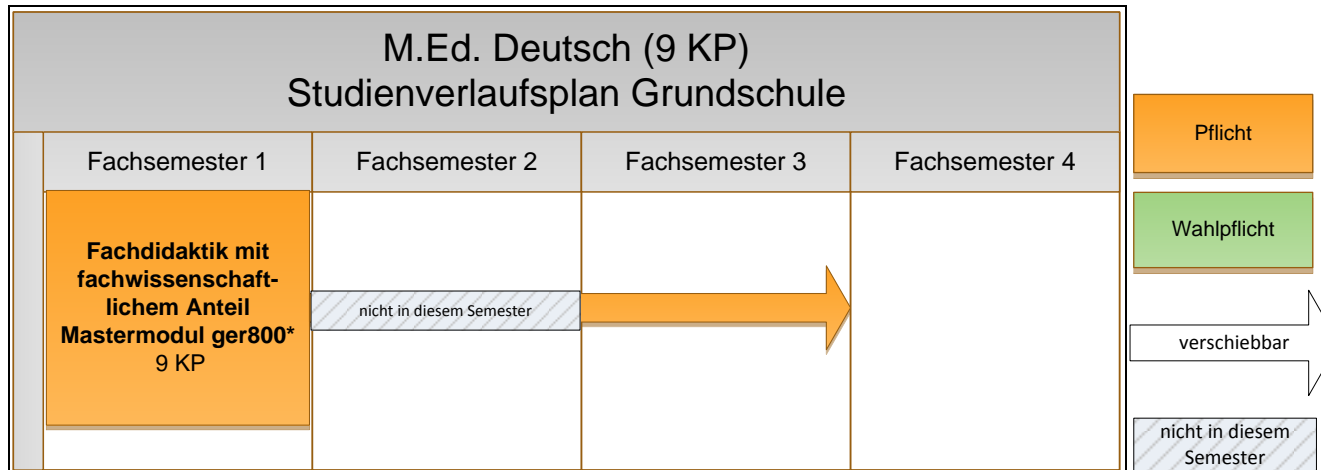 M.Ed. Deutsch (9 KP)
Studienverlaufsplan Grundschule
Fachsemester 1
Fachsemester 2
Fachsemester 3
Fachsemester 4
Fachdidaktik mit
fachwissenschaft-
lichem Anteil
Mastermodul ger800*
9 KP
nicht in diesem Semester
Pflicht
Wahlpflicht
verschiebbar
nicht in diesem
Semester